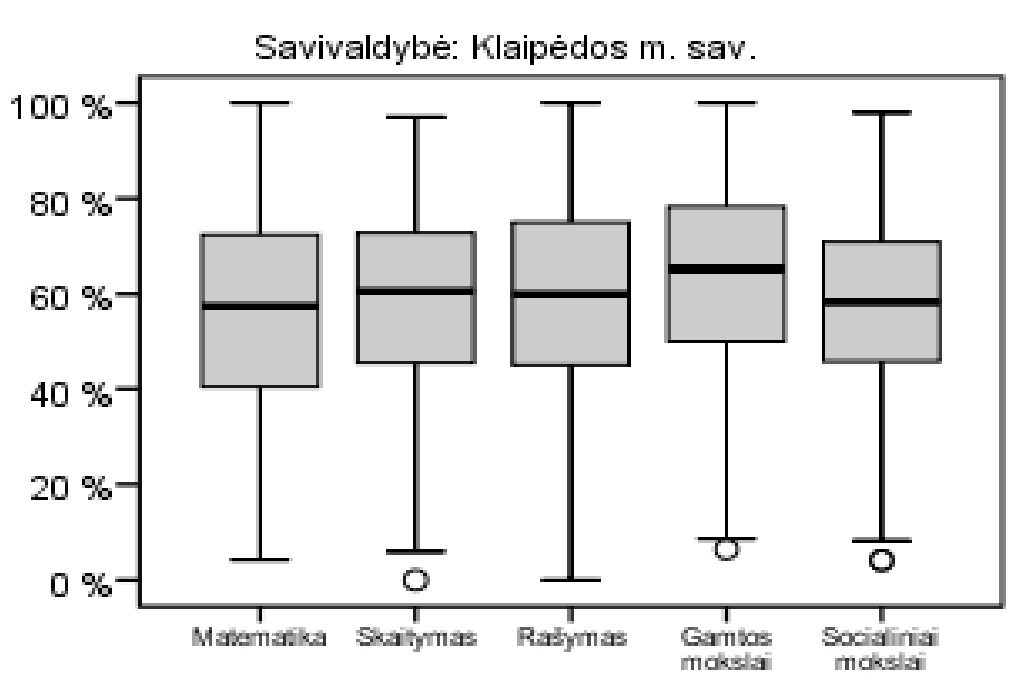 Savivaldybė: Klaipėdos m. sav.
100 %
80 %
60 %
40 %
20 %
0 %
Matematika
Skaitymas
Rašymas
Gamtos
mokslai
Socialiniai
mokslai